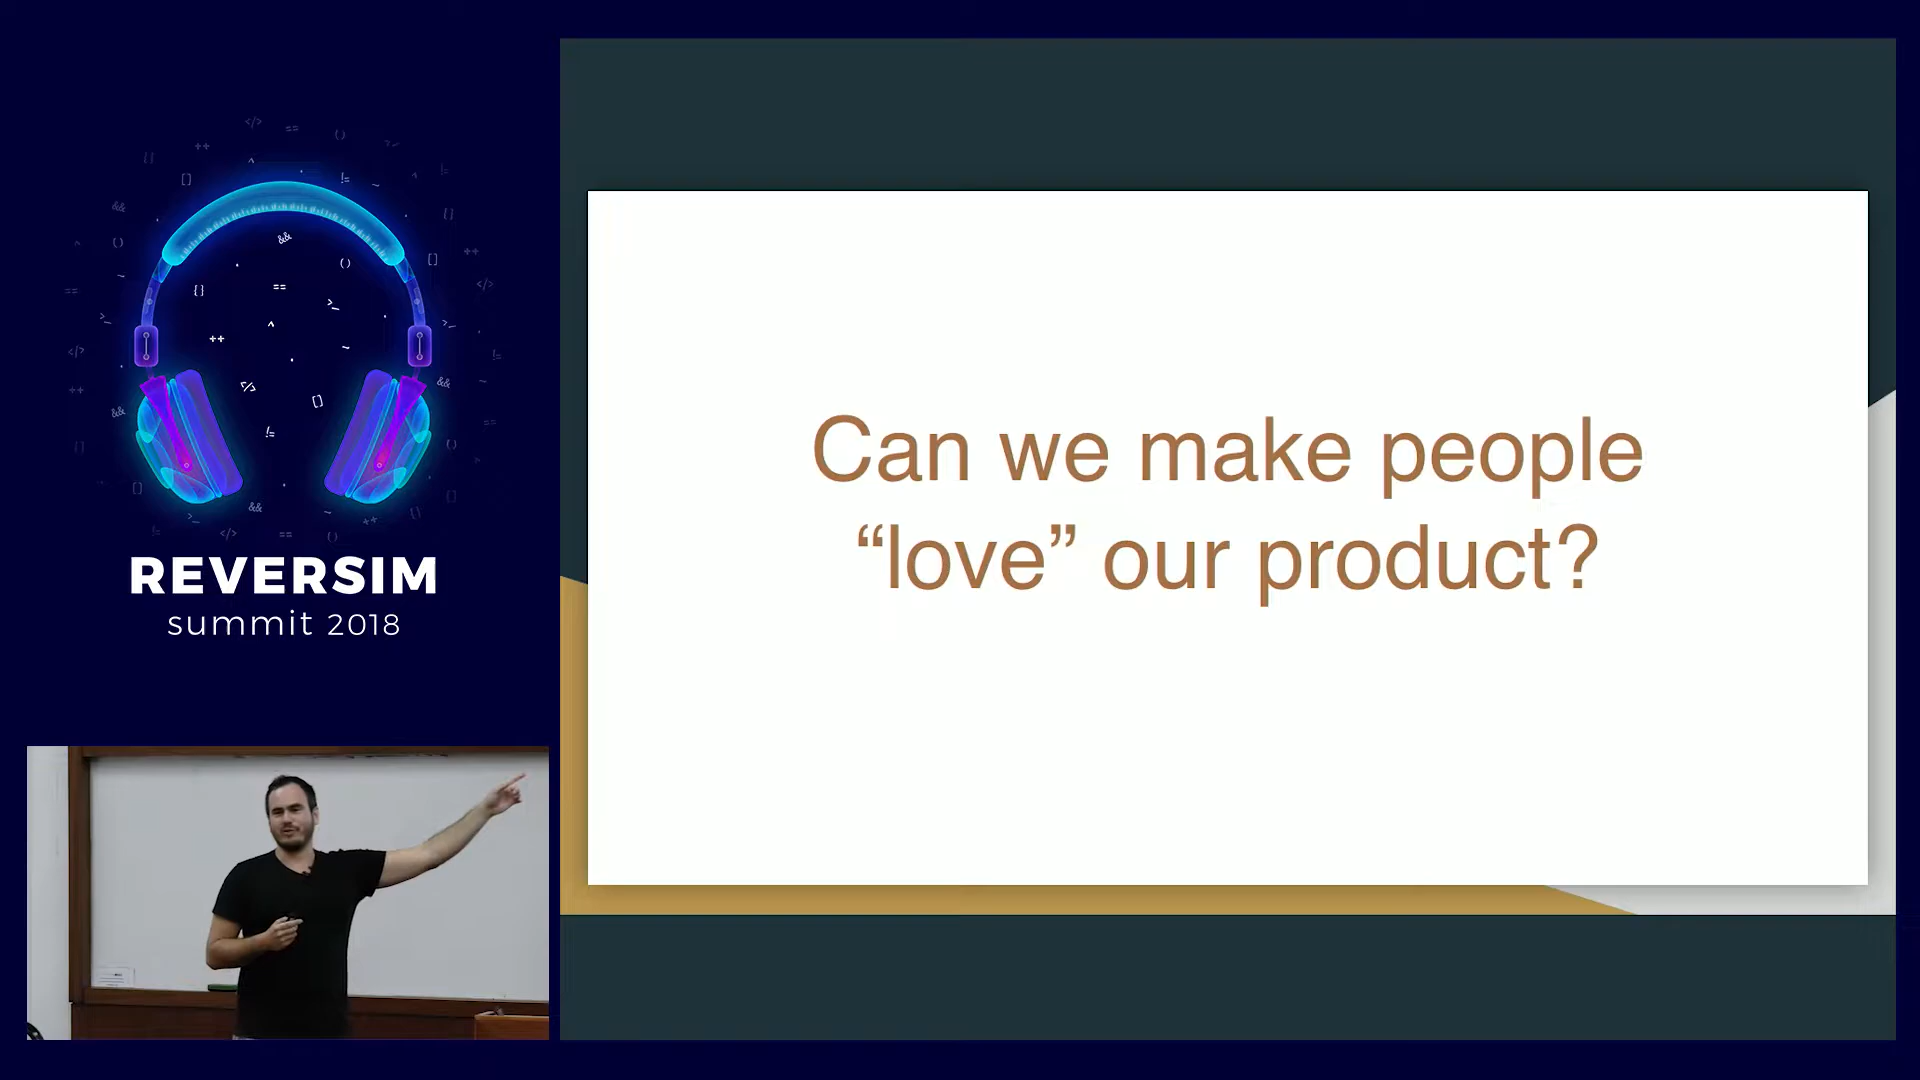 REVERSIM
summit 2018
Can we make people
“love” our product?